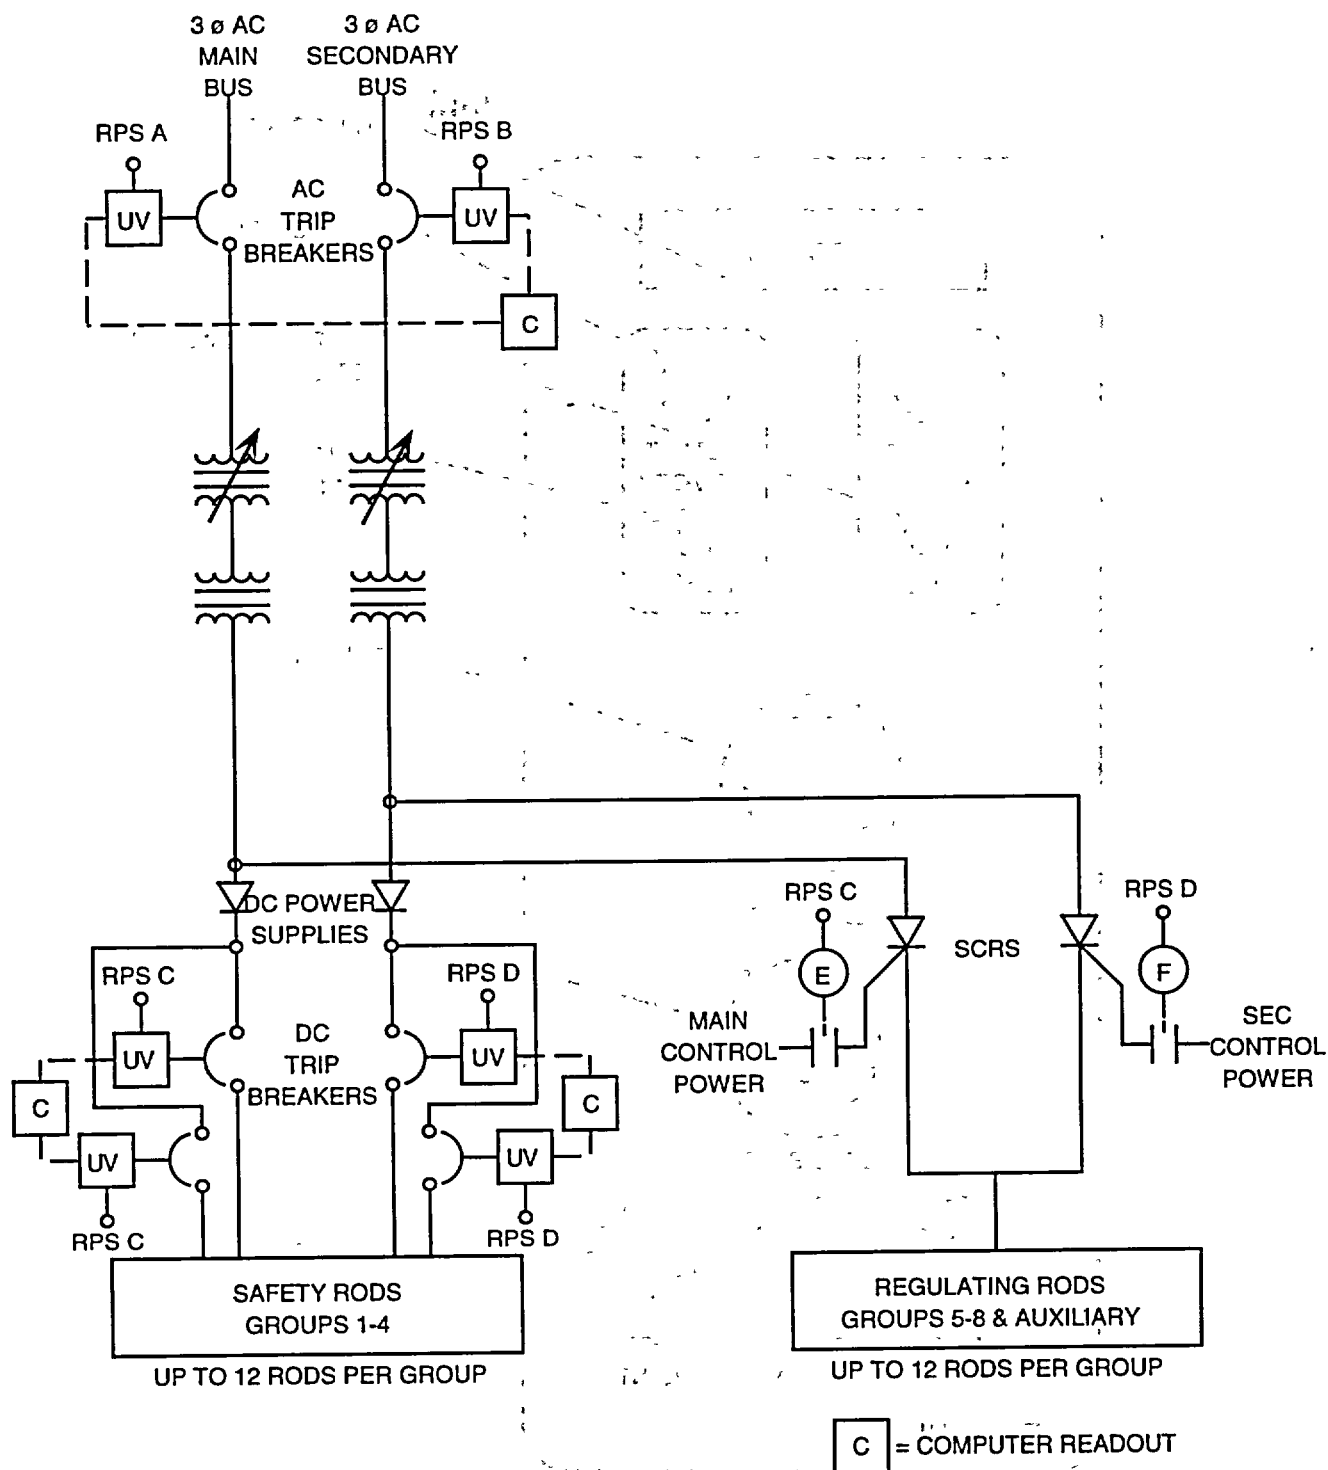 3 ø AC
MAIN
BUS
3 ø AC
SECONDARY
BUS
RPS A
RPS B
UV
AC
TRIP
BREAKERS
UV
C
DC POWER
SUPPLIES
RPS C
RPS D
UV
DC
TRIP
BREAKERS
UV
C
C
UV
UV
RPS C
RPS D
SAFETY RODS
GROUPS 1-4
UP TO 12 RODS PER GROUP
RPS C
RPS D
E
SCRS
F
MAIN
CONTROL
POWER
SEC
CONTROL
POWER
REGULATING RODS
GROUPS 5-8 & AUXILIARY
UP TO 12 RODS PER GROUP
C = COMPUTER READOUT